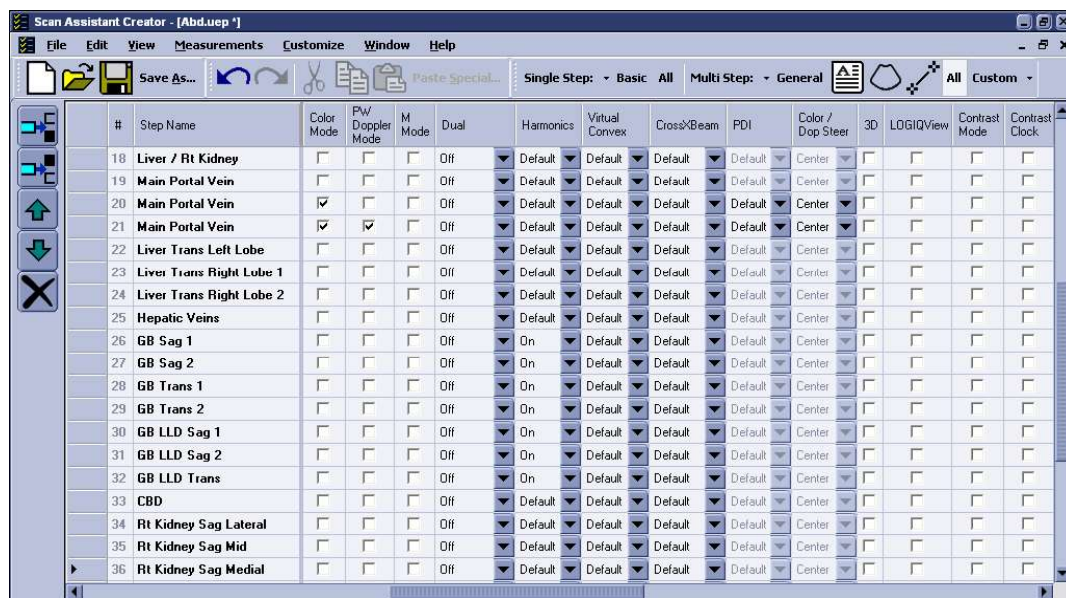 Scan Assistant Creator - [Abd.uep *]
File Edit View Measurements Customize Window Help
Save As... Paste Special... Single Step: Basic All Multi Step: General All Custom
# Step Name Color Mode PW Doppler Mode M Mode Dual Harmonics Virtual Convex CrossXBeam PDI Color / Dop Steer 3D LOGIQView Contrast Mode Contrast Clock
18 Liver / Rt Kidney Off Default Default Default Default Center
19 Main Portal Vein Off Default Default Default Default Center
20 Main Portal Vein Off Default Default Default Default Center
21 Main Portal Vein Off Default Default Default Default Center
22 Liver Trans Left Lobe Off Default Default Default Default Center
23 Liver Trans Right Lobe 1 Off Default Default Default Default Center
24 Liver Trans Right Lobe 2 Off Default Default Default Default Center
25 Hepatic Veins Off Default Default Default Default Center
26 GB Sag 1 Off On Default Default Default Center
27 GB Sag 2 Off On Default Default Default Center
28 GB Trans 1 Off On Default Default Default Center
29 GB Trans 2 Off On Default Default Default Center
30 GB LLD Sag 1 Off On Default Default Default Center
31 GB LLD Sag 2 Off On Default Default Default Center
32 GB LLD Trans Off On Default Default Default Center
33 CBD Off Default Default Default Default Center
34 Rt Kidney Sag Lateral Off Default Default Default Default Center
35 Rt Kidney Sag Mid Off Default Default Default Default Center
36 Rt Kidney Sag Medial Off Default Default Default Default Center